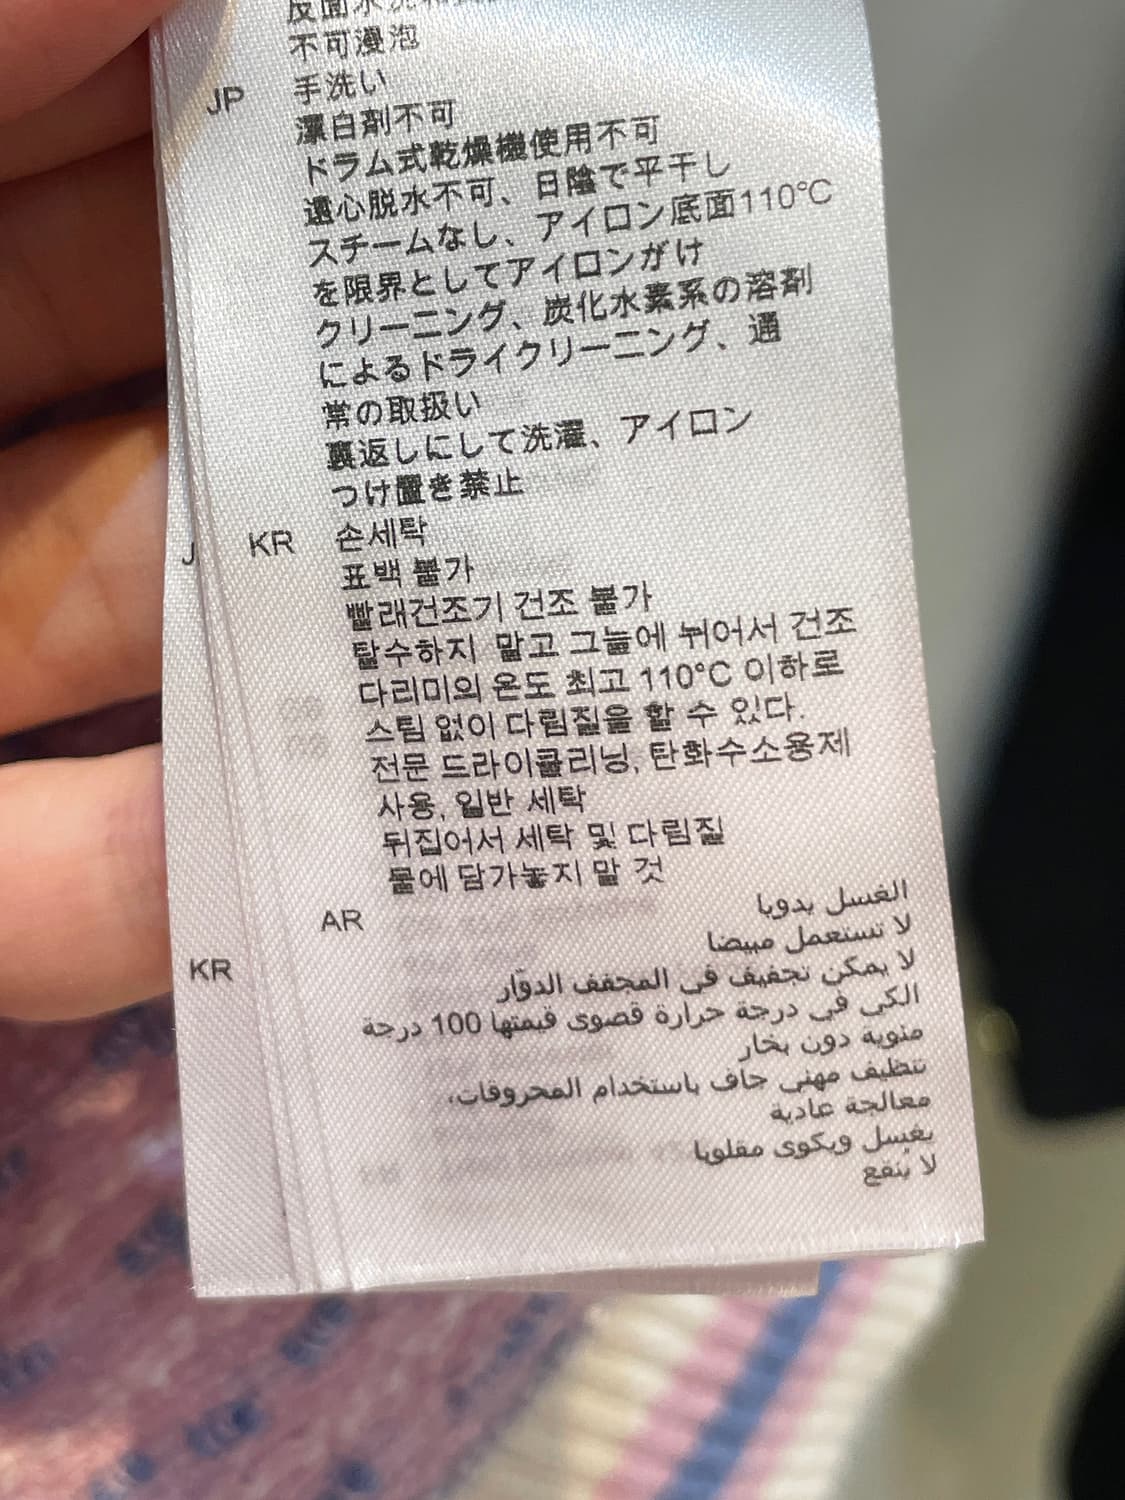 不可浸泡
JP 手洗い
漂白剤不可
ドラム式乾燥機使用不可
遠心脱水不可、日陰で平干し
スチームなし、アイロン底面110℃
を限界としてアイロンがけ
クリーニング、炭化水素系の溶剤
によるドライクリーニング、通
常の取扱い
裏返しにして洗濯、アイロン
つけ置き禁止
J
KR 손세탁
표백 불가
빨래건조기 건조 불가
탈수하지 말고 그늘에 뉘어서 건조
다리미의 온도 최고 110°C 이하로
스팀 없이 다림질을 할 수 있다.
전문 드라이클리닝, 탄화수소용제
사용, 일반 세탁
뒤집어서 세탁 및 다림질
물에 담가놓지 말 것
AR الغسل يدويا
لا تستعمل مبيضا
لا يمكن تجفيف في المجفف الدوّار
الكي في درجة حرارة قصوى قيمتها 100 درجة
مئوية دون بخار
تنظيف مهني جاف باستخدام المحروقات،
معالجة عادية
يغسل ويكوى مقلوبا
لا يُنقع
KR